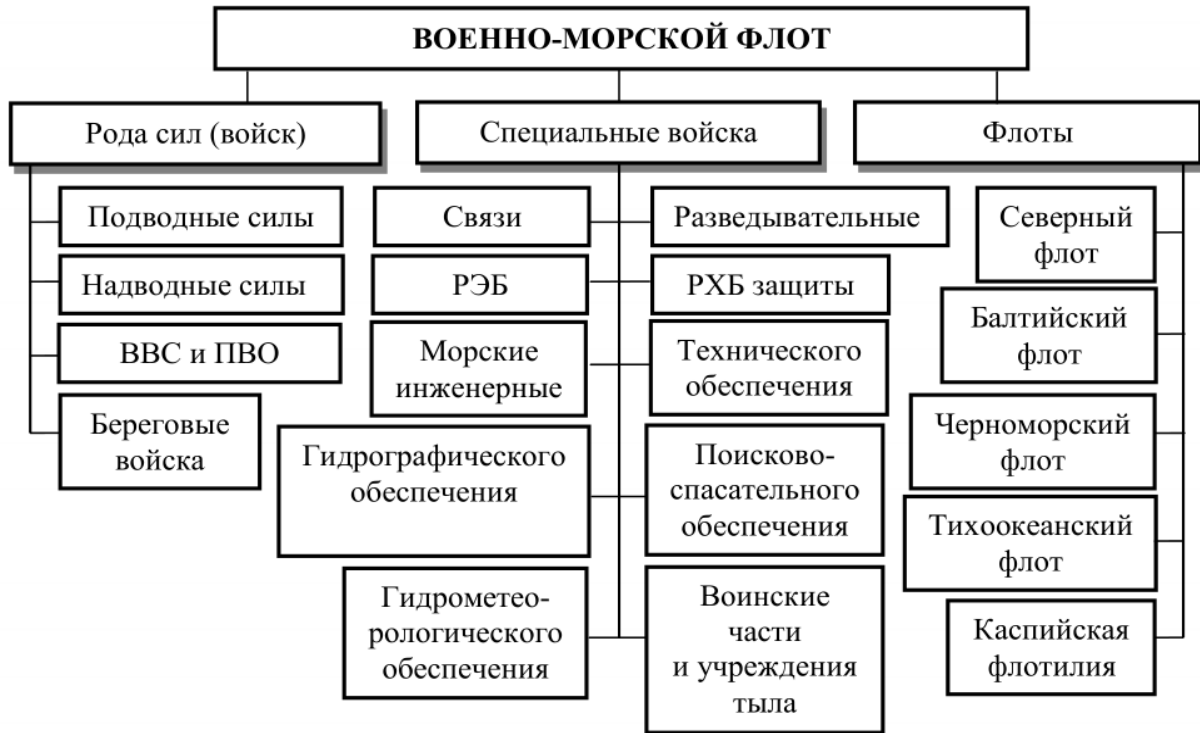 ВОЕННО-МОРСКОЙ ФЛОТ
Рода сил (войск)
Специальные войска
Флоты
Подводные силы
Надводные силы
ВВС и ПВО
Береговые
войска
Связи
РЭБ
Морские
инженерные
Гидрографического
обеспечения
Гидрометео-
рологического
обеспечения
Разведывательные
РХБ защиты
Технического
обеспечения
Поисково-
спасательного
обеспечения
Воинские
части
и учреждения
тыла
Северный
флот
Балтийский
флот
Черноморский
флот
Тихоокеанский
флот
Каспийская
флотилия